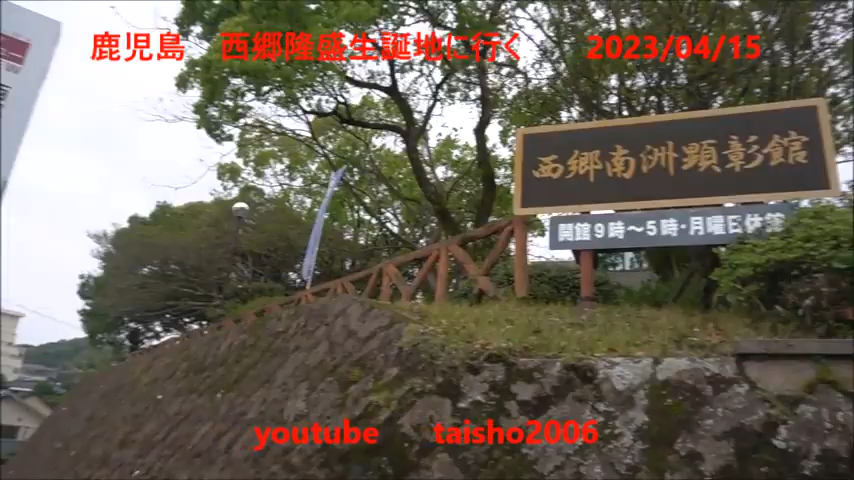 鹿児島　西郷隆盛生誕地に行く　2023/04/15
西郷南洲顕彰館
開館9時～5時・月曜日休館
youtube　taisho2006